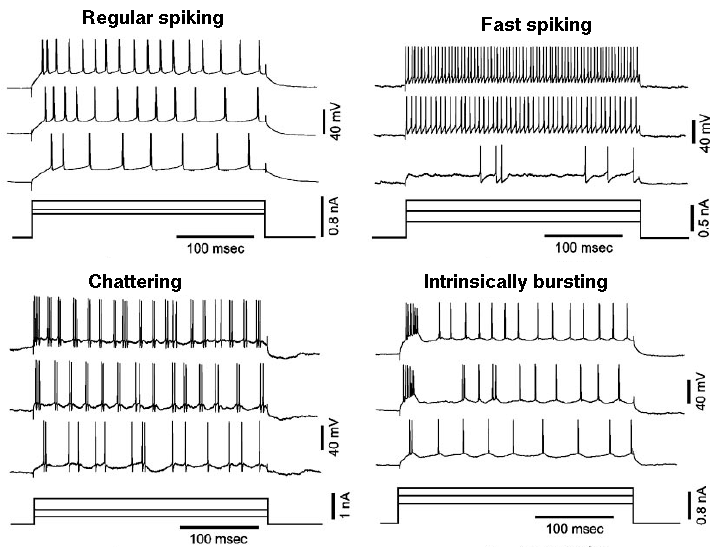 Regular spiking
40 mV
0.8 nA
100 msec
Fast spiking
40 mV
0.5 nA
100 msec
Chattering
40 mV
1 nA
100 msec
Intrinsically bursting
40 mV
0.8 nA
100 msec